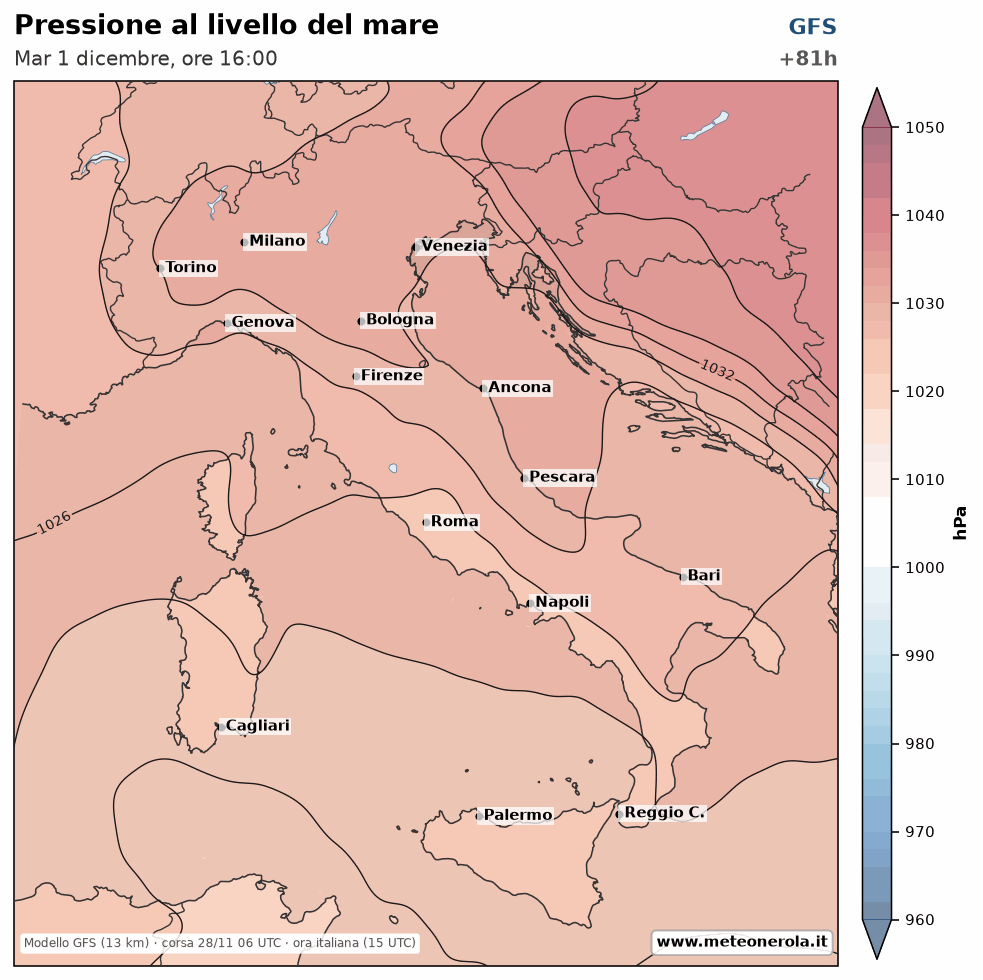 Pressione al livello del mare
GFS
Mar 1 dicembre, ore 16:00
+81h
1050
1040
1030
1020
1010
1000
990
980
970
960
hPa
Milano
Venezia
Torino
Genova
Bologna
Firenze
Ancona
1032
Pescara
1026
Roma
Bari
Napoli
Cagliari
Palermo
Reggio C.
Modello GFS (13 km) · corsa 28/11 06 UTC · ora italiana (15 UTC)
www.meteonerola.it